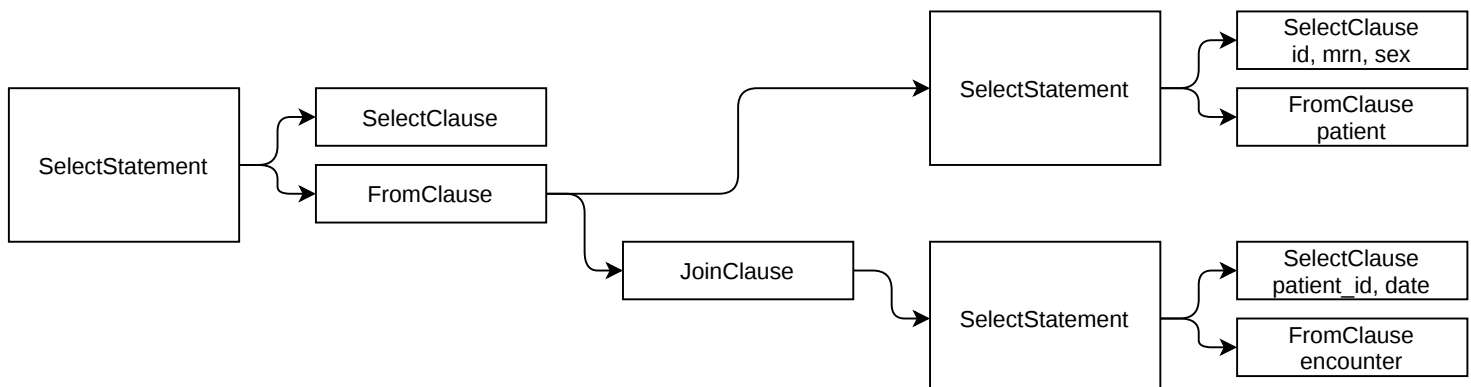 SelectStatement
SelectClause
FromClause
JoinClause
SelectStatement
SelectClause
id, mrn, sex
FromClause
patient
SelectStatement
SelectClause
patient_id, date
FromClause
encounter